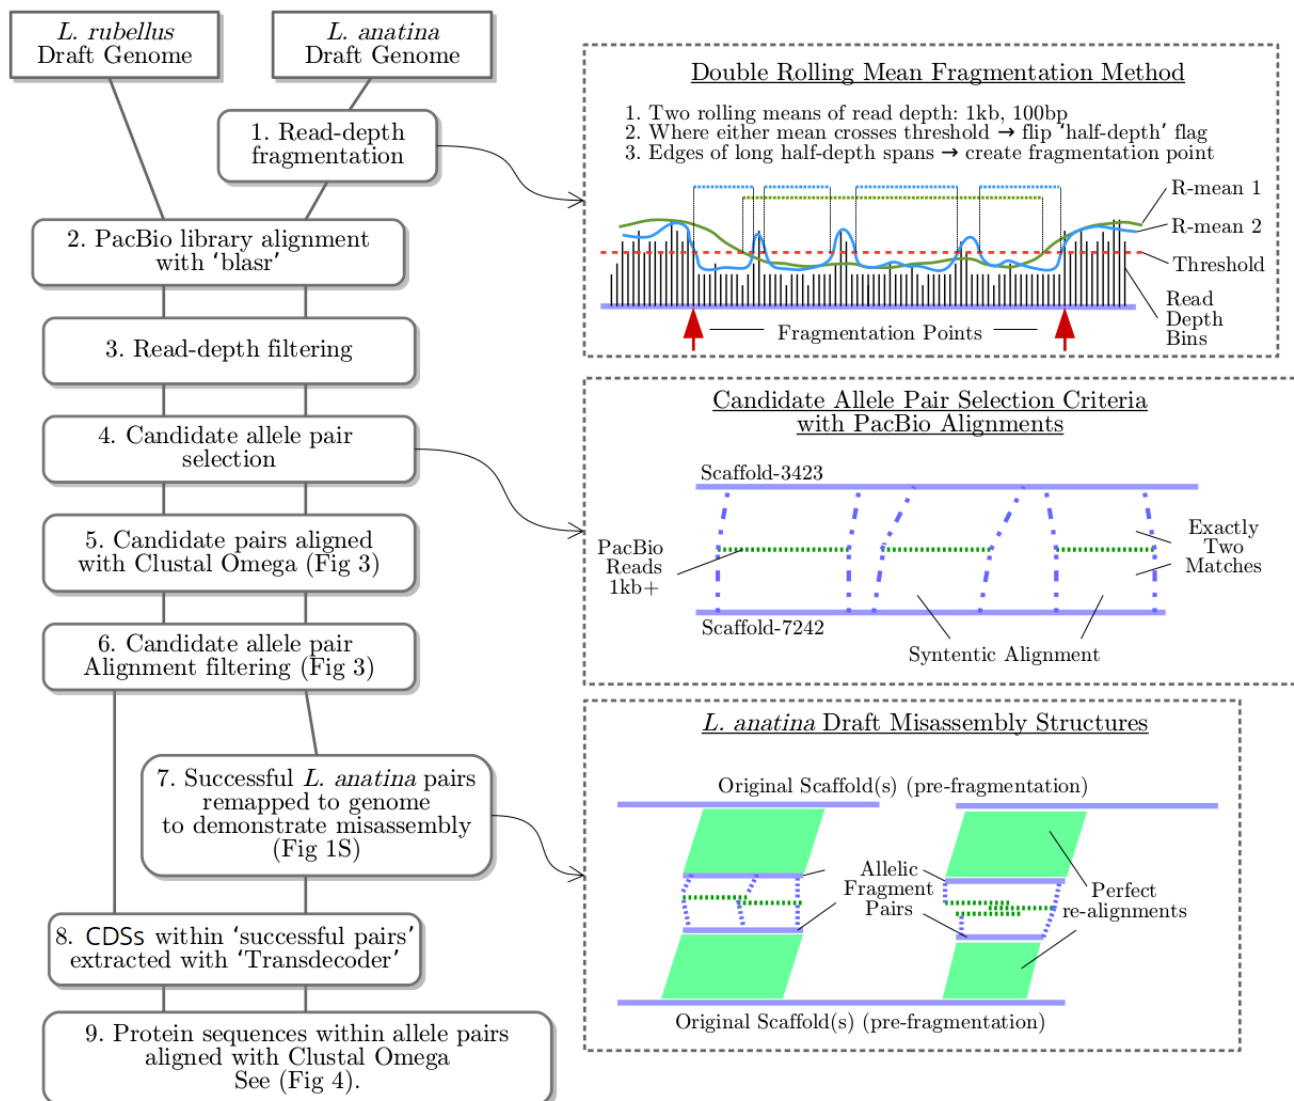 L. rubellus
Draft Genome
L. anatina
Draft Genome
1. Read-depth
fragmentation
2. PacBio library alignment
with ‘blasr’
3. Read-depth filtering
4. Candidate allele pair
selection
5. Candidate pairs aligned
with Clustal Omega (Fig 3)
6. Candidate allele pair
Alignment filtering (Fig 3)
7. Successful L. anatina pairs
remapped to genome
to demonstrate misassembly
(Fig 1S)
8. CDSs within ‘successful pairs’
extracted with ‘Transdecoder’
9. Protein sequences within allele pairs
aligned with Clustal Omega
See (Fig 4).
Double Rolling Mean Fragmentation Method
1. Two rolling means of read depth: 1kb, 100bp
2. Where either mean crosses threshold → flip ‘half-depth’ flag
3. Edges of long half-depth spans → create fragmentation point
R-mean 1
R-mean 2
Threshold
Read
Depth
Bins
Fragmentation Points
Candidate Allele Pair Selection Criteria
with PacBio Alignments
Scaffold-3423
PacBio
Reads
1kb+
Exactly
Two
Matches
Scaffold-7242
Syntentic Alignment
L. anatina Draft Misassembly Structures
Original Scaffold(s) (pre-fragmentation)
Allelic
Fragment
Pairs
Perfect
re-alignments
Original Scaffold(s) (pre-fragmentation)